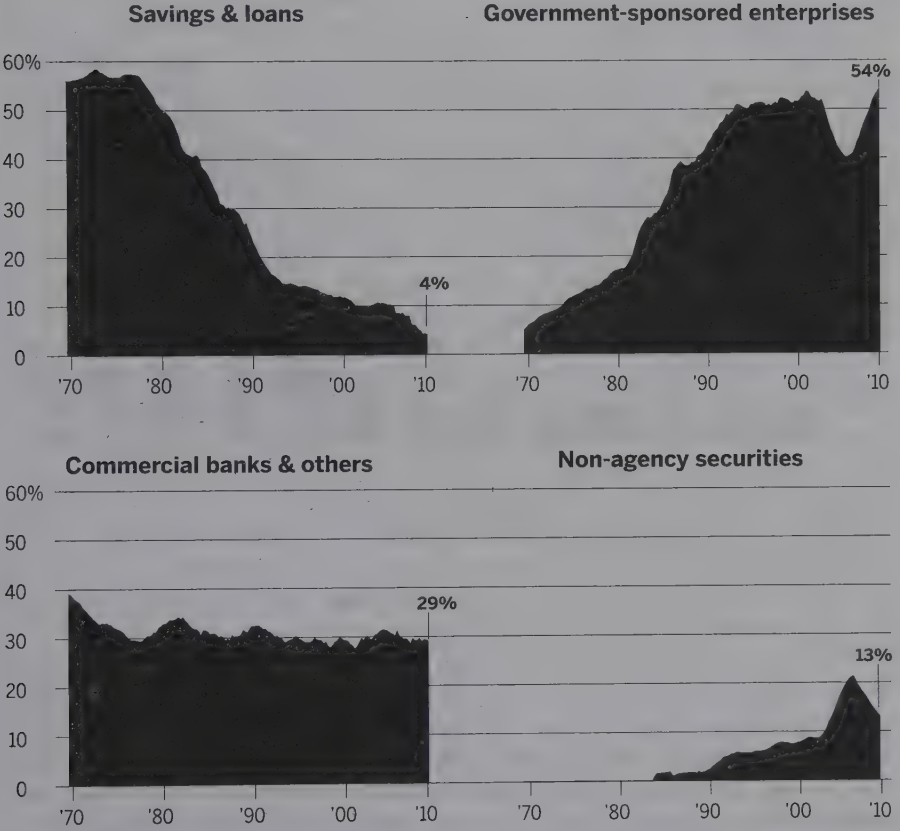 Savings & loans
60%
50
40
30
20
10
0
4%
'70 '80 '90 '00 '10
Government-sponsored enterprises
54%
'70 '80 '90 '00 '10
Commercial banks & others
60%
50
40
30
20
10
0
29%
'70 '80 '90 '00 '10
Non-agency securities
13%
'70 '80 '90 '00 '10